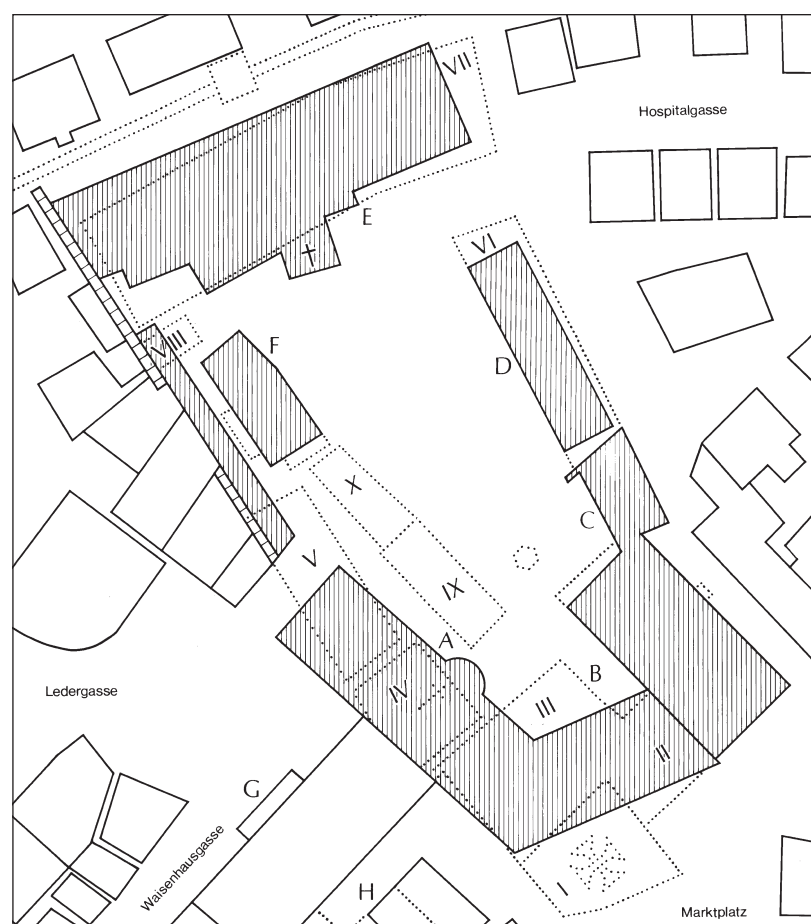 VII
Hospitalgasse
E
VI
VIII
F
D
X
C
V
IX
A
B
Ledergasse
IV
III
II
G
Waisenhausgasse
I
H
Marktplatz